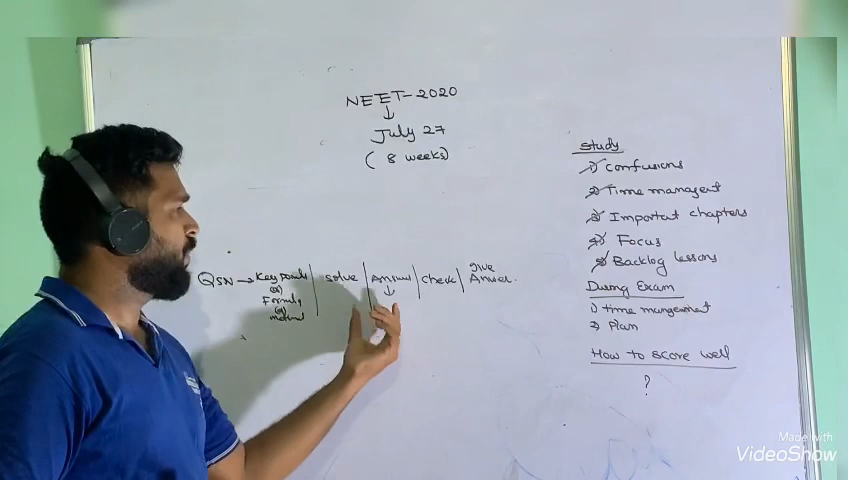 NEET-2020
↓
July 27
(8 weeks)
QSN → Key points | Solve | Answer | Check | give Answer.
(or)
Formula
(or)
method
Study
1) Confusions
2) Time managent
3) Important chapters
4) Focus
5) Backlog lessons
During Exam
1) time mangement
2) Plan
How to score well
?
Made with
VideoShow